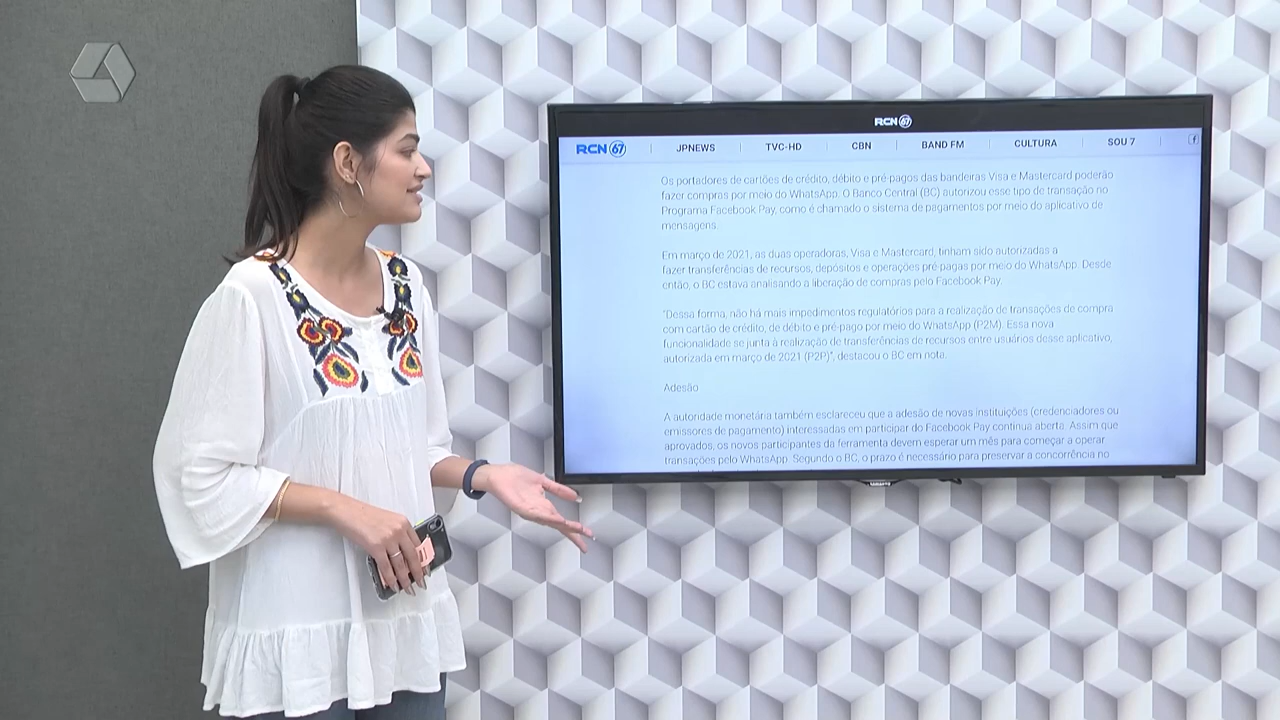 RCN 67
RCN 67
JPNEWS
TVC-HD
CBN
BAND FM
CULTURA
SOU 7
f
Os portadores de cartões de crédito, débito e pré-pagos das bandeiras Visa e Mastercard poderão
fazer compras por meio do WhatsApp. O Banco Central (BC) autorizou esse tipo de transação no
Programa Facebook Pay, como é chamado o sistema de pagamentos por meio do aplicativo de
mensagens.
Em março de 2021, as duas operadoras, Visa e Mastercard, tinham sido autorizadas a
fazer transferências de recursos, depósitos e operações pré-pagas por meio do WhatsApp. Desde
então, o BC estava analisando a liberação de compras pelo Facebook Pay.
"Dessa forma, não há mais impedimentos regulatórios para a realização de transações de compra
com cartão de crédito, de débito e pré-pago por meio do WhatsApp (P2M). Essa nova
funcionalidade se junta à realização de transferências de recursos entre usuários desse aplicativo,
autorizada em março de 2021 (P2P)", destacou o BC em nota.
Adesão
A autoridade monetária também esclareceu que a adesão de novas instituições (credenciadores ou
emissores de pagamento) interessadas em participar do Facebook Pay continua aberta. Assim que
aprovados, os novos participantes da ferramenta devem esperar um mês para começar a operar
transações pelo WhatsApp. Segundo o BC, o prazo é necessário para preservar a concorrência no